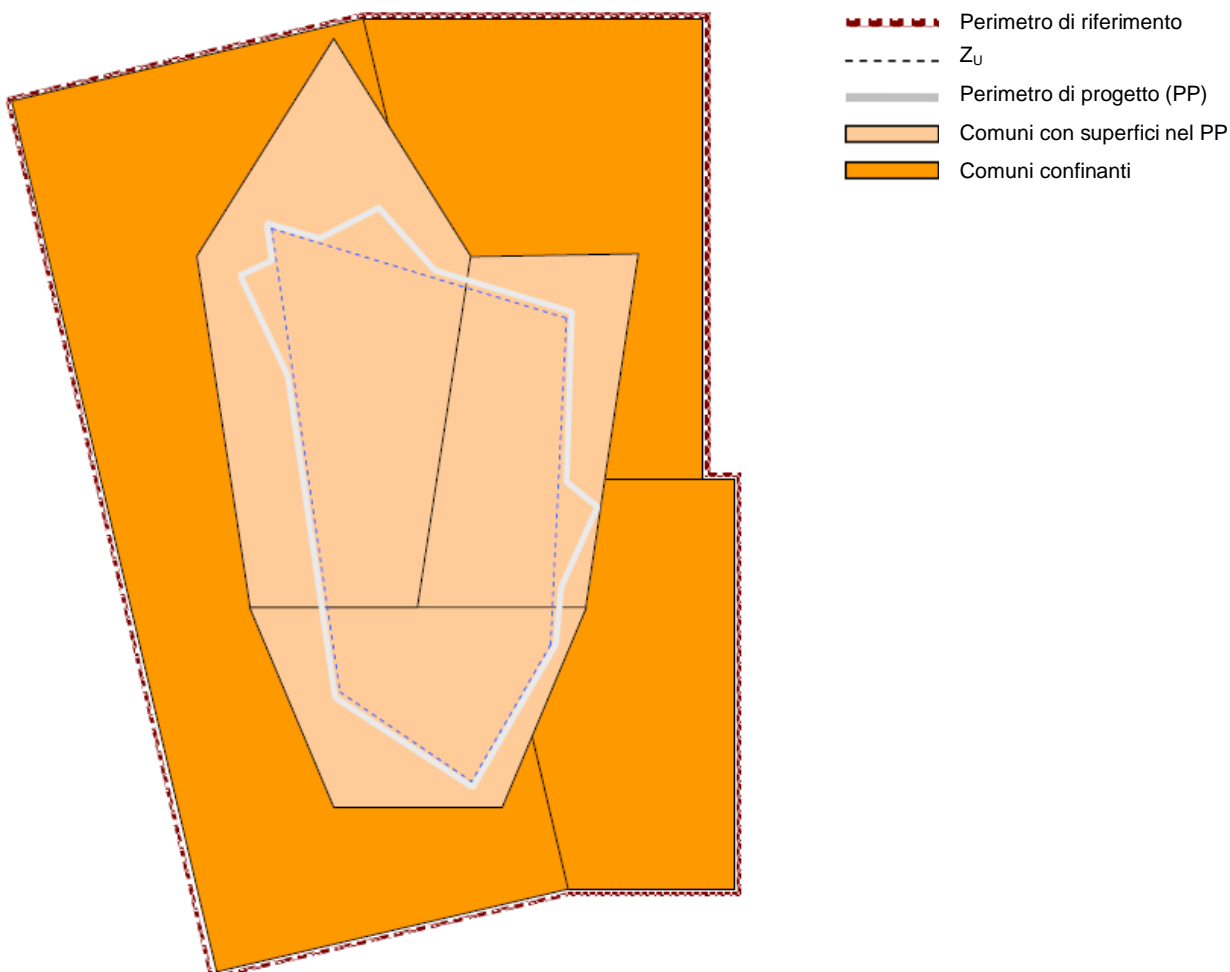 Perimetro di riferimento
ZU
Perimetro di progetto (PP)
Comuni con superfici nel PP
Comuni confinanti